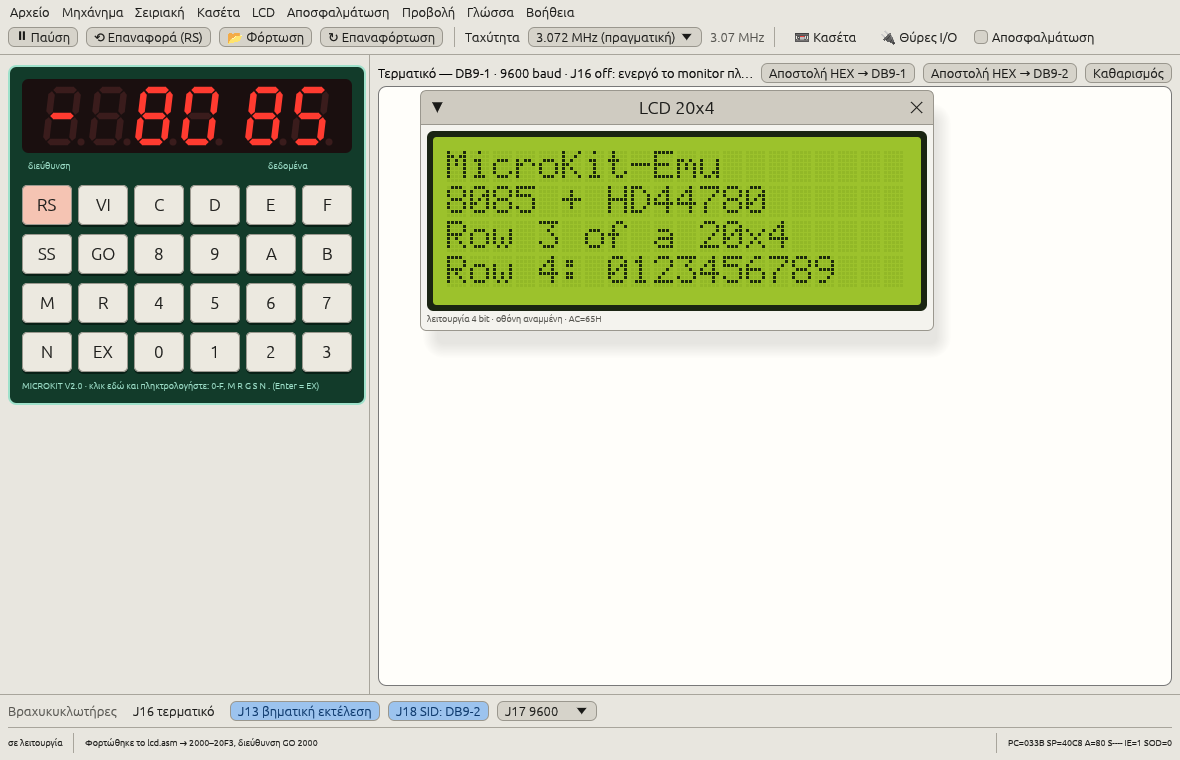 Αρχείο Μηχάνημα Σειριακή Κασέτα LCD Αποσφαλμάτωση Προβολή Γλώσσα Βοήθεια
Παύση Επαναφορά (RS) Φόρτωση Επαναφόρτωση Ταχύτητα 3.072 MHz (πραγματική) 3.07 MHz Κασέτα Θύρες I/O Αποσφαλμάτωση
- 80 85
διεύθυνση δεδομένα
RS VI C D E F
SS GO 8 9 A B
M R 4 5 6 7
N EX 0 1 2 3
MICROKIT V2.0 · κλικ εδώ και πληκτρολογήστε: 0-F, M R G S N . (Enter = EX)
Τερματικό — DB9-1 · 9600 baud · J16 off: ενεργό το monitor πλ... Αποστολή HEX → DB9-1 Αποστολή HEX → DB9-2 Καθαρισμός
LCD 20x4
MicroKit-Emu
8085 + HD44780
Row 3 of a 20x4
Row 4: 0123456789
λειτουργία 4 bit · οθόνη αναμμένη · AC=65H
Βραχυκυκλωτήρες J16 τερματικό J13 βηματική εκτέλεση J18 SID: DB9-2 J17 9600
σε λειτουργία Φορτώθηκε το lcd.asm → 2000–20F3, διεύθυνση GO 2000 PC=033B SP=40C8 A=80 S---- IE=1 SOD=0